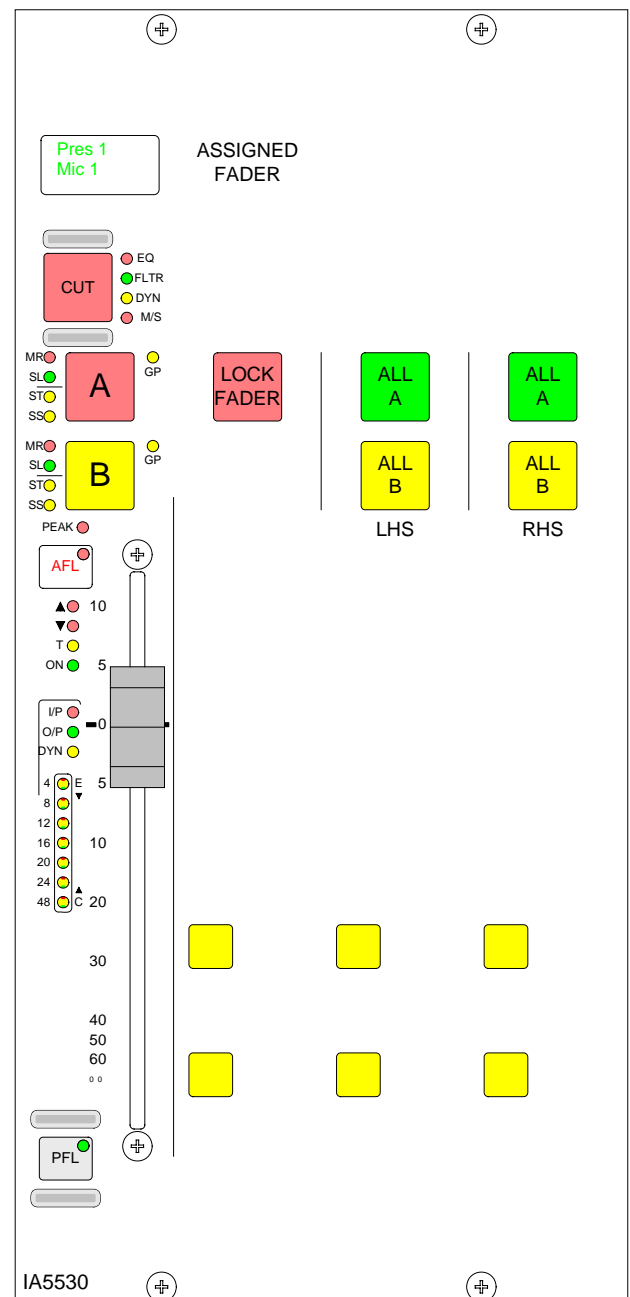 Pres 1
Mic 1
ASSIGNED
FADER
CUT
EQ
FLTR
DYN
M/S
MR
SL
ST
SS
A
GP
LOCK
FADER
ALL
A
ALL
A
MR
SL
ST
SS
B
GP
ALL
B
ALL
B
LHS
RHS
PEAK
AFL
T
ON
I/P
O/P
DYN
4
8
12
16
20
24
48
E
C
10
5
0
5
10
20
30
40
50
60
o o
PFL
IA5530